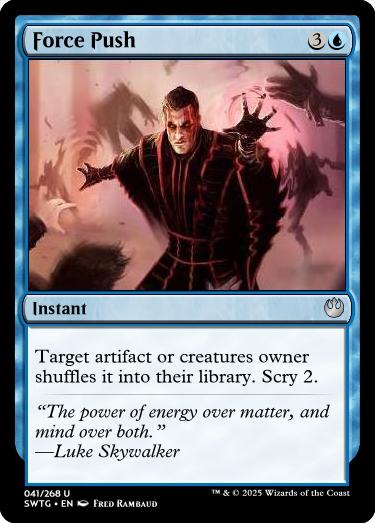 Force Push 3
Instant
Target artifact or creatures owner
shuffles it into their library. Scry 2.
“The power of energy over matter, and
mind over both.”
—Luke Skywalker
041/268 U
SWTG • EN Fred Rambaud
™ & © 2025 Wizards of the Coast